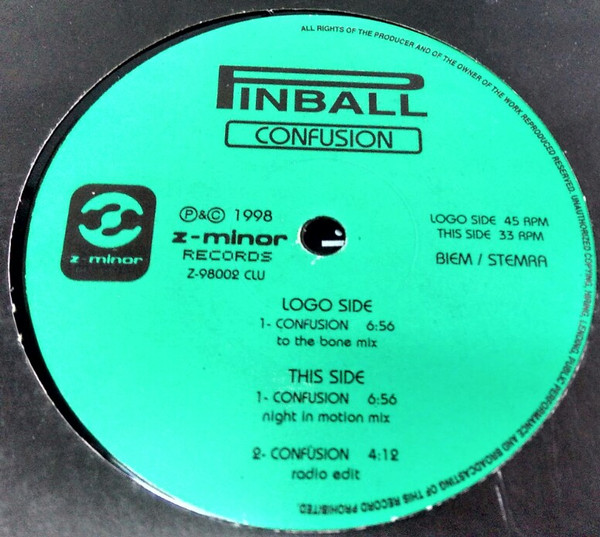 ALL RIGHTS OF THE PRODUCER AND OF THE OWNER OF THE WORK REPRODUCED RESERVED. UNAUTHORIZED COPYING, HIRING, LENDING, PUBLIC PERFORMANCE AND BROADCASTING OF THIS RECORD PROHIBITED.
PINBALL
CONFUSION
z-minor
Ⓟ&© 1998
z-minor
RECORDS
Z-98002 CLU
LOGO SIDE 45 RPM
THIS SIDE 33 RPM
BIEM / STEMRA
LOGO SIDE
1- CONFUSION 6:56
to the bone mix
THIS SIDE
1- CONFUSION 6:56
night in motion mix
2- CONFUSION 4:12
radio edit